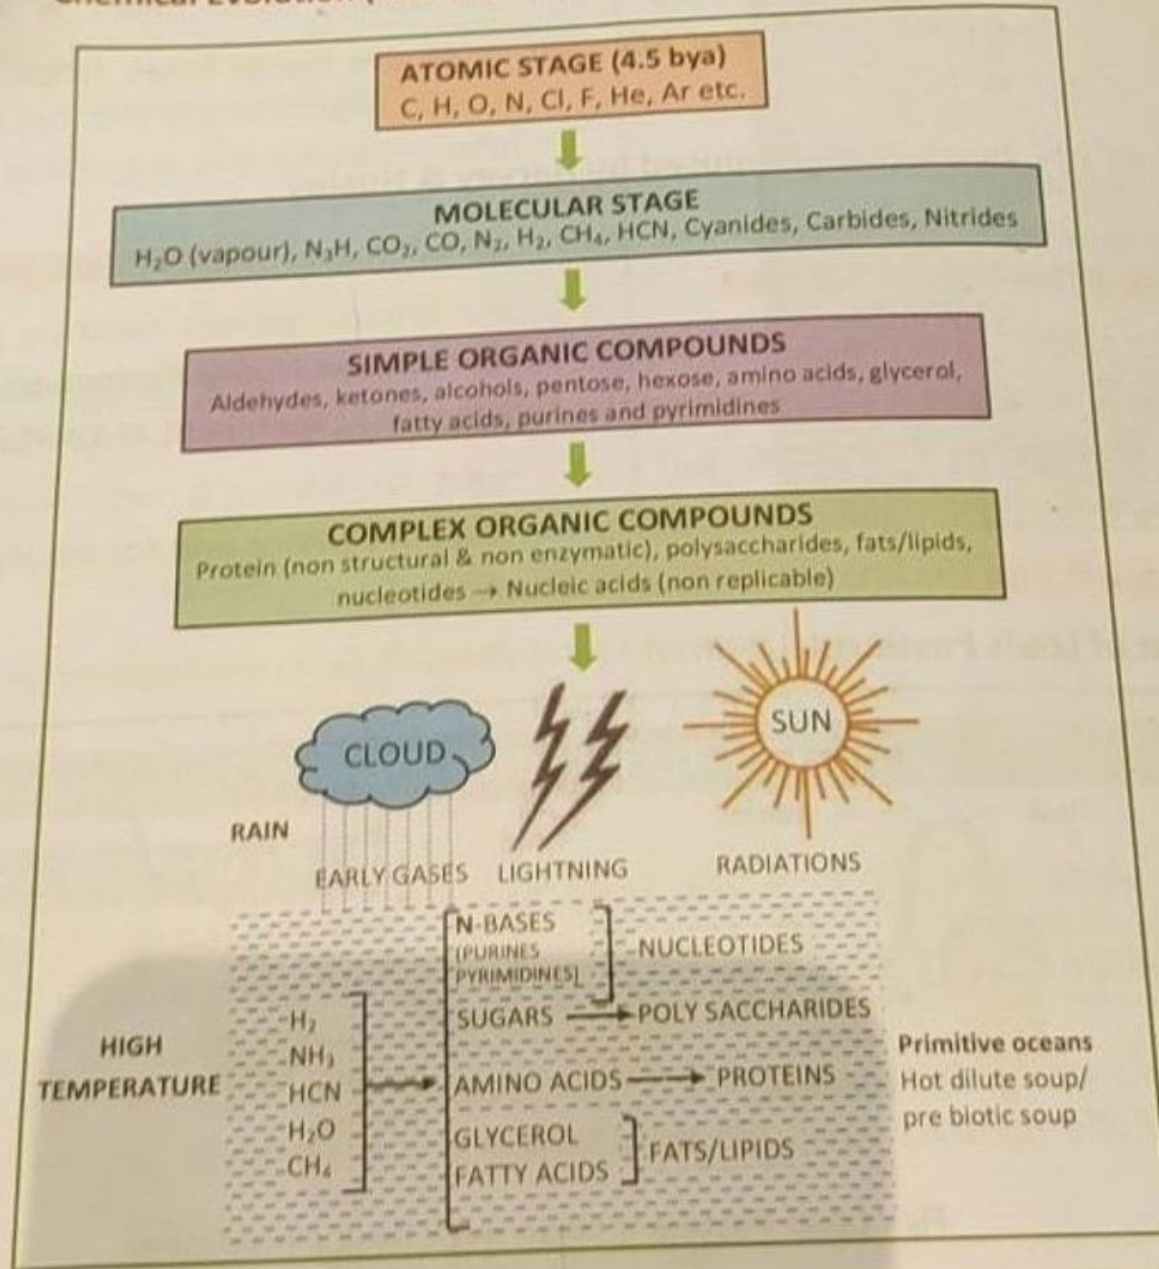 Chemical Evolution
ATOMIC STAGE (4.5 bya)
C, H, O, N, Cl, F, He, Ar etc.
MOLECULAR STAGE
H₂O (vapour), N₃H, CO₂, CO, N₂, H₂, CH₄, HCN, Cyanides, Carbides, Nitrides
SIMPLE ORGANIC COMPOUNDS
Aldehydes, ketones, alcohols, pentose, hexose, amino acids, glycerol,
fatty acids, purines and pyrimidines
COMPLEX ORGANIC COMPOUNDS
Protein (non structural & non enzymatic), polysaccharides, fats/lipids,
nucleotides → Nucleic acids (non replicable)
CLOUD
SUN
RAIN
EARLY GASES
LIGHTNING
RADIATIONS
N-BASES
(PURINES
PYRIMIDINES]
NUCLEOTIDES
SUGARS → POLY SACCHARIDES
HIGH
TEMPERATURE
H₂
NH₃
HCN
H₂O
CH₄
AMINO ACIDS → PROTEINS
GLYCEROL
FATTY ACIDS
FATS/LIPIDS
Primitive oceans
Hot dilute soup/
pre biotic soup